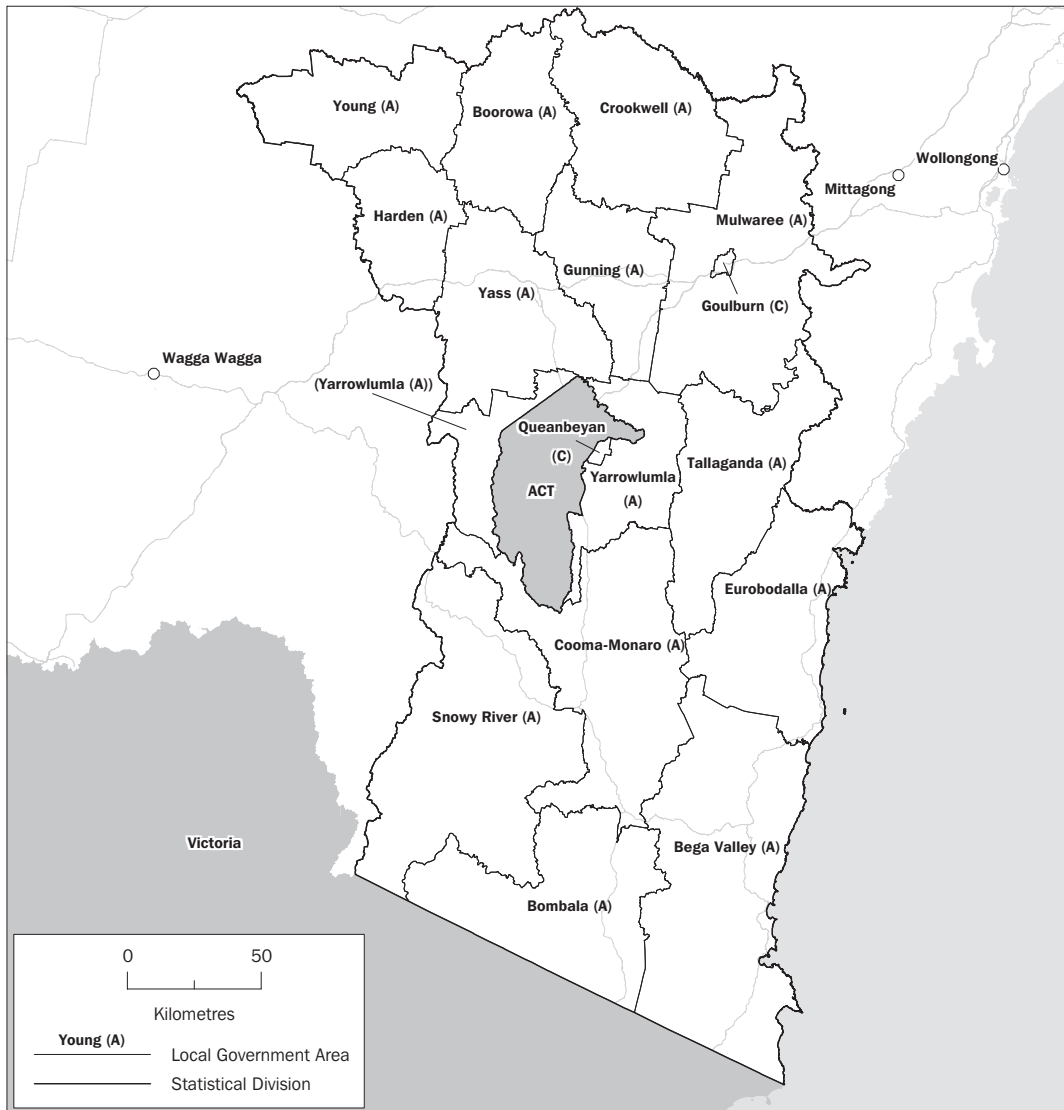 Young (A)
Boorowa (A)
Crookwell (A)
Wollongong
Mittagong
Harden (A)
Mulwaree (A)
Gunning (A)
Yass (A)
Goulburn (C)
Wagga Wagga
(Yarrowlumla (A))
Queanbeyan
(C)
Tallaganda (A)
Yarrowlumla
(A)
ACT
Eurobodalla (A)
Cooma-Monaro (A)
Snowy River (A)
Victoria
Bega Valley (A)
Bombala (A)
0 50
Kilometres
Young (A)
Local Government Area
Statistical Division